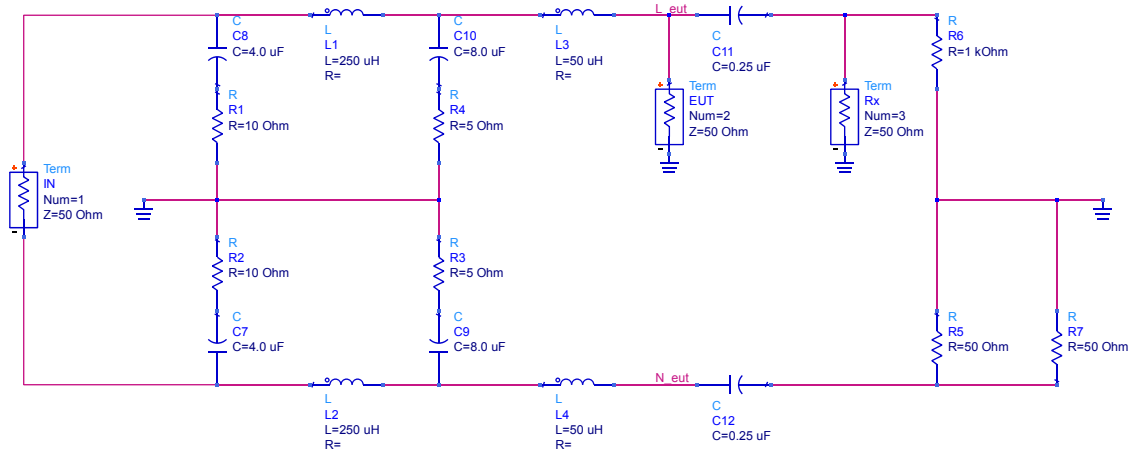 C
C8
C=4.0 uF
L
L1
L=250 uH
R=
C
C10
C=8.0 uF
L
L3
L=50 uH
R=
L_eut
C
C11
C=0.25 uF
R
R6
R=1 kOhm
R
R1
R=10 Ohm
R
R4
R=5 Ohm
+
Term
EUT
Num=2
Z=50 Ohm
-
+
Term
Rx
Num=3
Z=50 Ohm
-
+
Term
IN
Num=1
Z=50 Ohm
-
R
R2
R=10 Ohm
R
R3
R=5 Ohm
C
C7
C=4.0 uF
C
C9
C=8.0 uF
R
R5
R=50 Ohm
R
R7
R=50 Ohm
L
L2
L=250 uH
R=
L
L4
L=50 uH
R=
N_eut
C
C12
C=0.25 uF